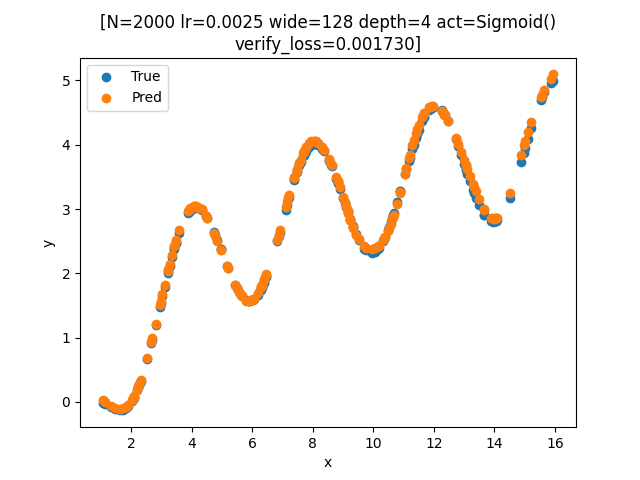 [N=2000 lr=0.0025 wide=128 depth=4 act=Sigmoid()
verify_loss=0.001730]
True
Pred
5
4
3
2
1
0
y
2 4 6 8 10 12 14 16
x